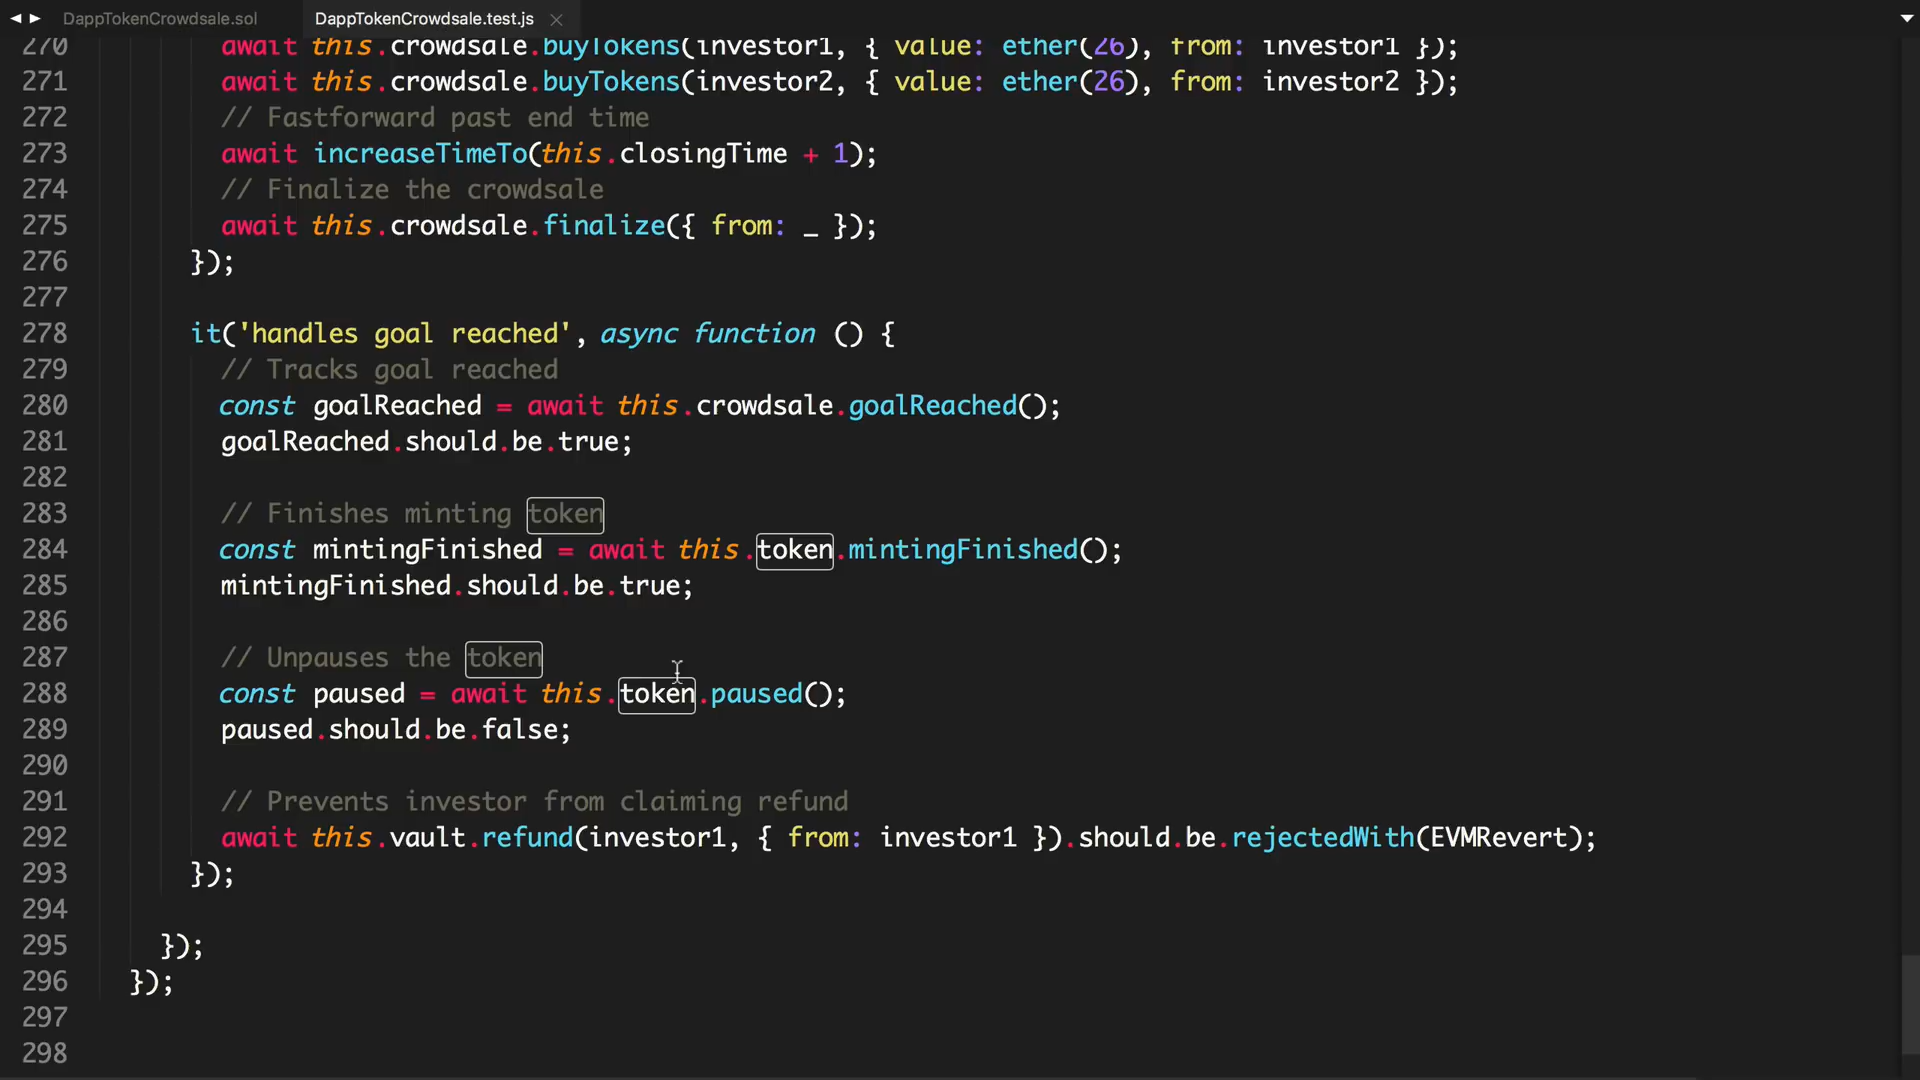 DappTokenCrowdsale.sol DappTokenCrowdsale.test.js
270 await this.crowdsale.buyTokens(investor1, { value: ether(26), from: investor1 });
271 await this.crowdsale.buyTokens(investor2, { value: ether(26), from: investor2 });
272 // Fastforward past end time
273 await increaseTimeTo(this.closingTime + 1);
274 // Finalize the crowdsale
275 await this.crowdsale.finalize({ from: _ });
276 });
277
278 it('handles goal reached', async function () {
279 // Tracks goal reached
280 const goalReached = await this.crowdsale.goalReached();
281 goalReached.should.be.true;
282
283 // Finishes minting token
284 const mintingFinished = await this.token.mintingFinished();
285 mintingFinished.should.be.true;
286
287 // Unpauses the token
288 const paused = await this.token.paused();
289 paused.should.be.false;
290
291 // Prevents investor from claiming refund
292 await this.vault.refund(investor1, { from: investor1 }).should.be.rejectedWith(EVMRevert);
293 });
294
295 });
296 });
297
298